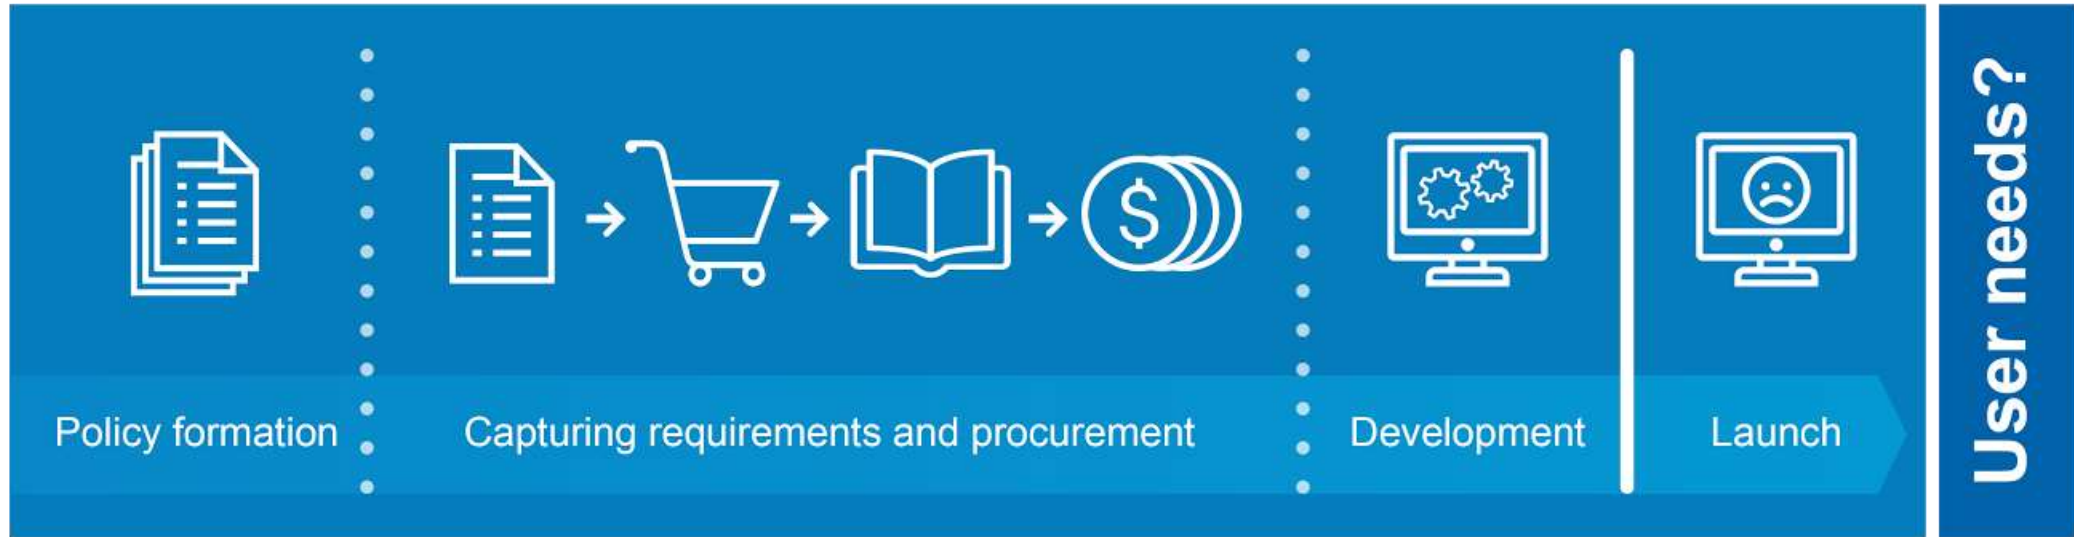 Policy formation
Capturing requirements and procurement
Development
Launch
User needs?
$